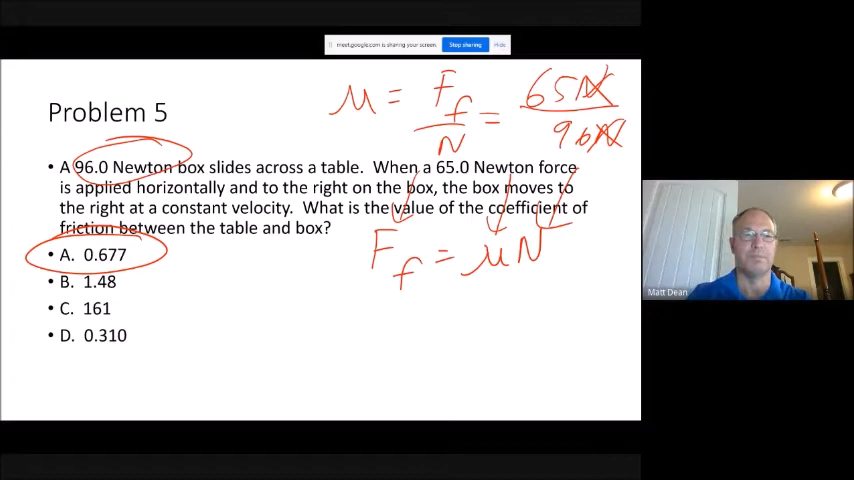 meet.google.com is sharing your screen. Stop sharing Hide
Problem 5
μ = Ff/N = 65N/96N
• A 96.0 Newton box slides across a table. When a 65.0 Newton force
is applied horizontally and to the right on the box, the box moves to
the right at a constant velocity. What is the value of the coefficient of
friction between the table and box?
Ff = μN
• A. 0.677
• B. 1.48
• C. 161
• D. 0.310
Matt Dean